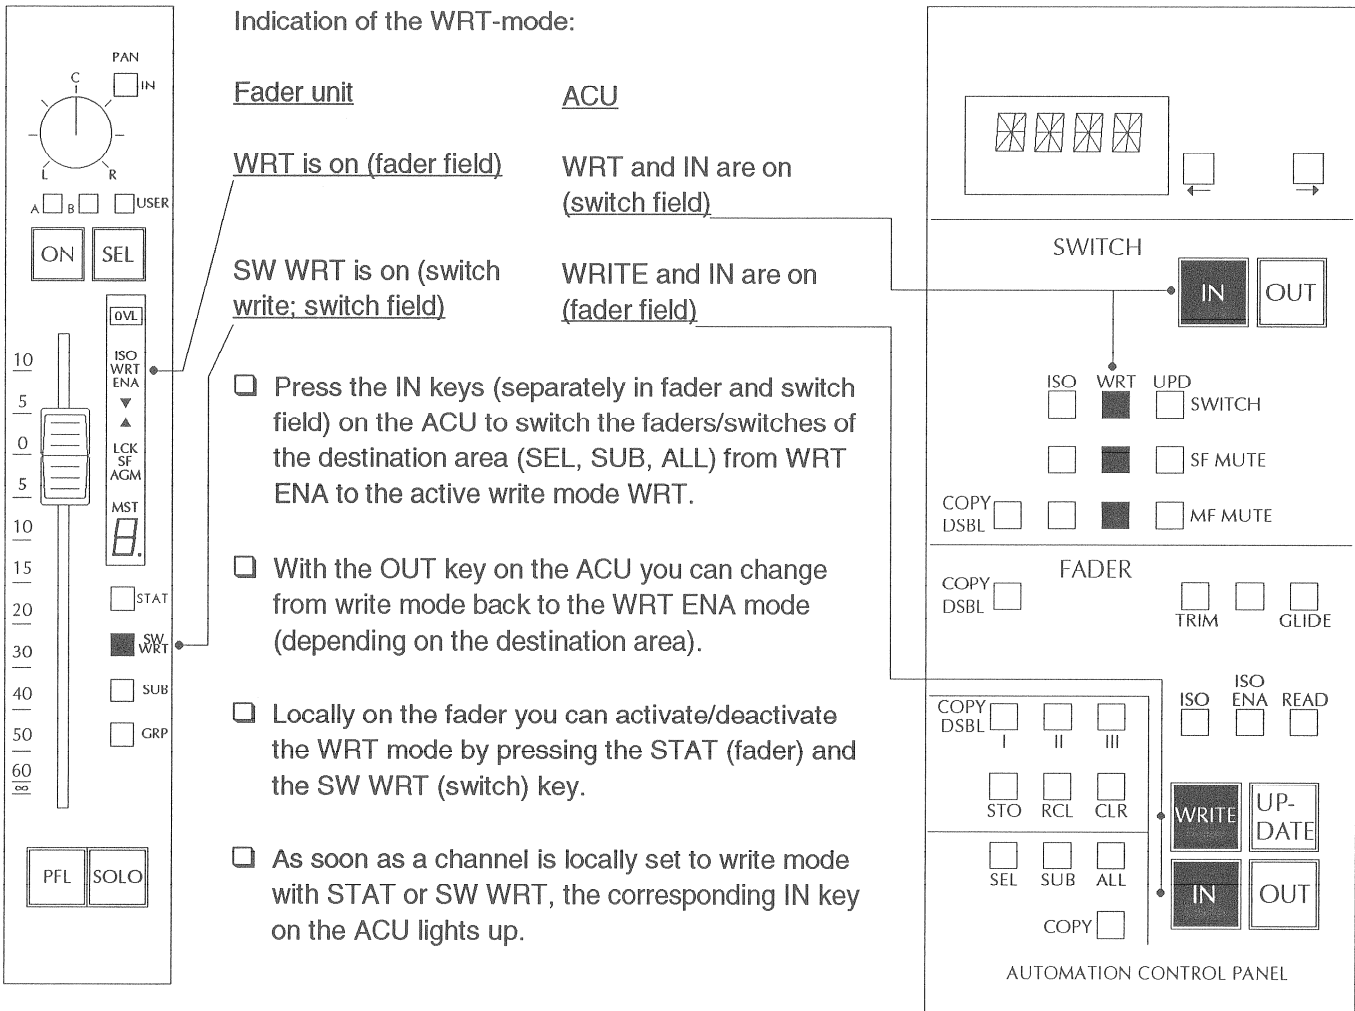 Indication of the WRT-mode:
Fader unit
ACU
WRT is on (fader field)
WRT and IN are on
(switch field)
SW WRT is on (switch
write; switch field)
WRITE and IN are on
(fader field)
Press the IN keys (separately in fader and switch
field) on the ACU to switch the faders/switches of
the destination area (SEL, SUB, ALL) from WRT
ENA to the active write mode WRT.
With the OUT key on the ACU you can change
from write mode back to the WRT ENA mode
(depending on the destination area).
Locally on the fader you can activate/deactivate
the WRT mode by pressing the STAT (fader) and
the SW WRT (switch) key.
As soon as a channel is locally set to write mode
with STAT or SW WRT, the corresponding IN key
on the ACU lights up.
PAN
C
IN
L
R
A
B
USER
ON
SEL
OVL
ISO
WRT
ENA
LCK
SF
AGM
MST
8.
10
5
0
5
10
15
20
30
40
50
60
∞
STAT
SW
WRT
SUB
GRP
PFL
SOLO
SWITCH
IN
OUT
ISO
WRT
UPD
SWITCH
SF MUTE
COPY
DSBL
MF MUTE
FADER
COPY
DSBL
TRIM
GLIDE
ISO
ISO
ENA
READ
COPY
DSBL
I
II
III
STO
RCL
CLR
WRITE
UP-
DATE
SEL
SUB
ALL
IN
OUT
COPY
AUTOMATION CONTROL PANEL